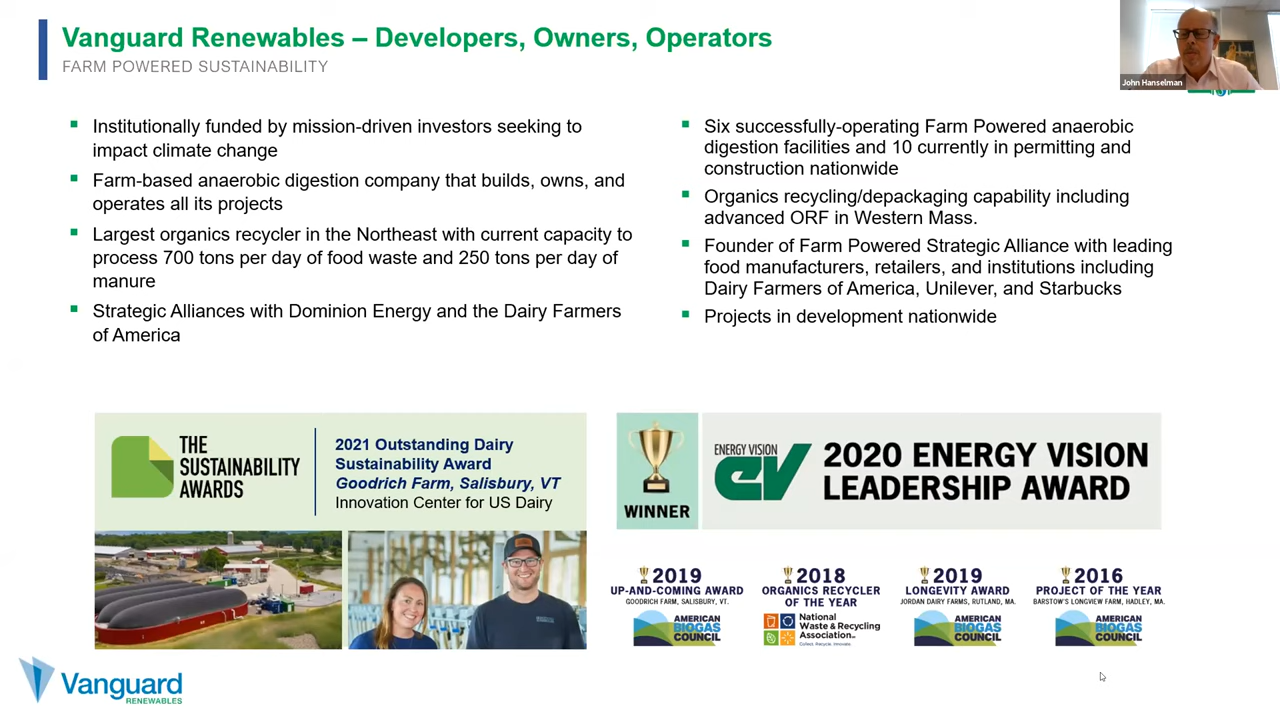 Vanguard Renewables – Developers, Owners, Operators
FARM POWERED SUSTAINABILITY
John Hanselman
Institutionally funded by mission-driven investors seeking to
impact climate change
Farm-based anaerobic digestion company that builds, owns, and
operates all its projects
Largest organics recycler in the Northeast with current capacity to
process 700 tons per day of food waste and 250 tons per day of
manure
Strategic Alliances with Dominion Energy and the Dairy Farmers
of America
Six successfully-operating Farm Powered anaerobic
digestion facilities and 10 currently in permitting and
construction nationwide
Organics recycling/depackaging capability including
advanced ORF in Western Mass.
Founder of Farm Powered Strategic Alliance with leading
food manufacturers, retailers, and institutions including
Dairy Farmers of America, Unilever, and Starbucks
Projects in development nationwide
THE
SUSTAINABILITY
AWARDS
2021 Outstanding Dairy
Sustainability Award
Goodrich Farm, Salisbury, VT
Innovation Center for US Dairy
WINNER
ENERGY VISION
eV
2020 ENERGY VISION
LEADERSHIP AWARD
2019
UP-AND-COMING AWARD
GOODRICH FARM, SALISBURY, VT.
AMERICAN
BIOGAS
COUNCIL
2018
ORGANICS RECYCLER
OF THE YEAR
National
Waste & Recycling
Association
Collect. Recycle. Innovate.
2019
LONGEVITY AWARD
JORDAN DAIRY FARMS, RUTLAND, MA.
AMERICAN
BIOGAS
COUNCIL
2016
PROJECT OF THE YEAR
BARSTOW'S LONGVIEW FARM, HADLEY, MA.
AMERICAN
BIOGAS
COUNCIL
Vanguard
RENEWABLES